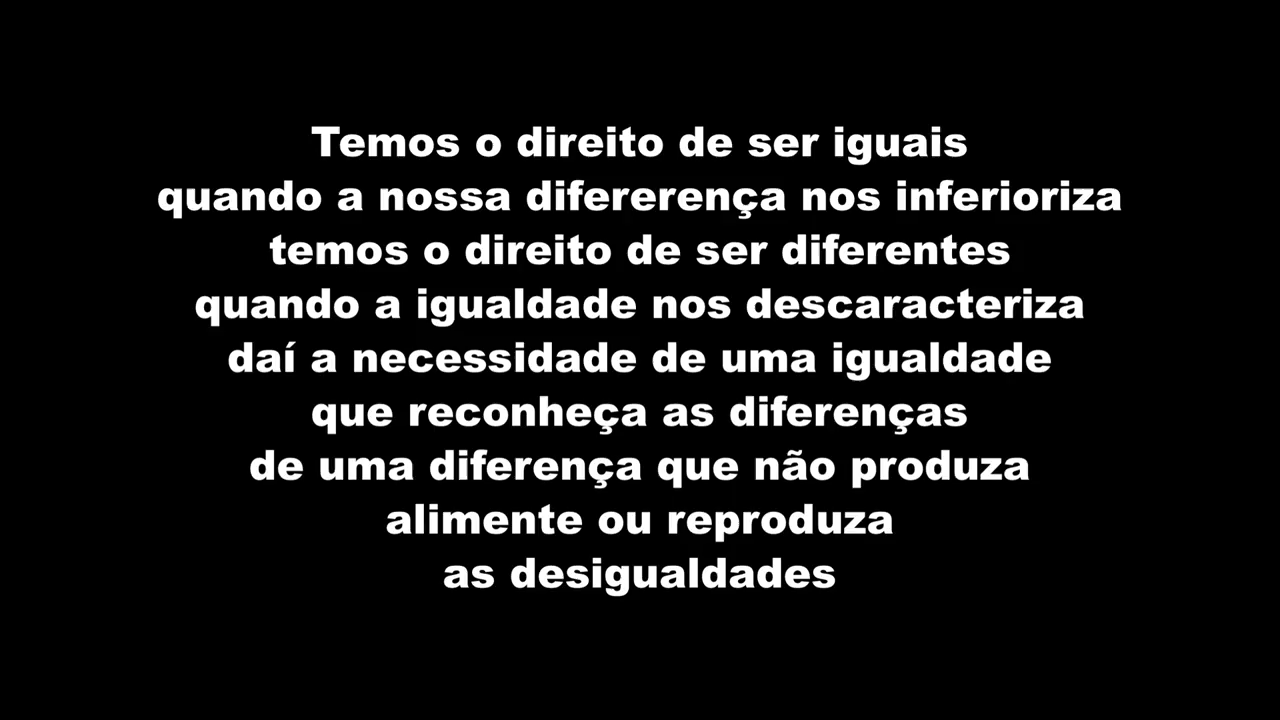 Temos o direito de ser iguais
quando a nossa difererença nos inferioriza
temos o direito de ser diferentes
quando a igualdade nos descaracteriza
daí a necessidade de uma igualdade
que reconheça as diferenças
de uma diferença que não produza
alimente ou reproduza
as desigualdades